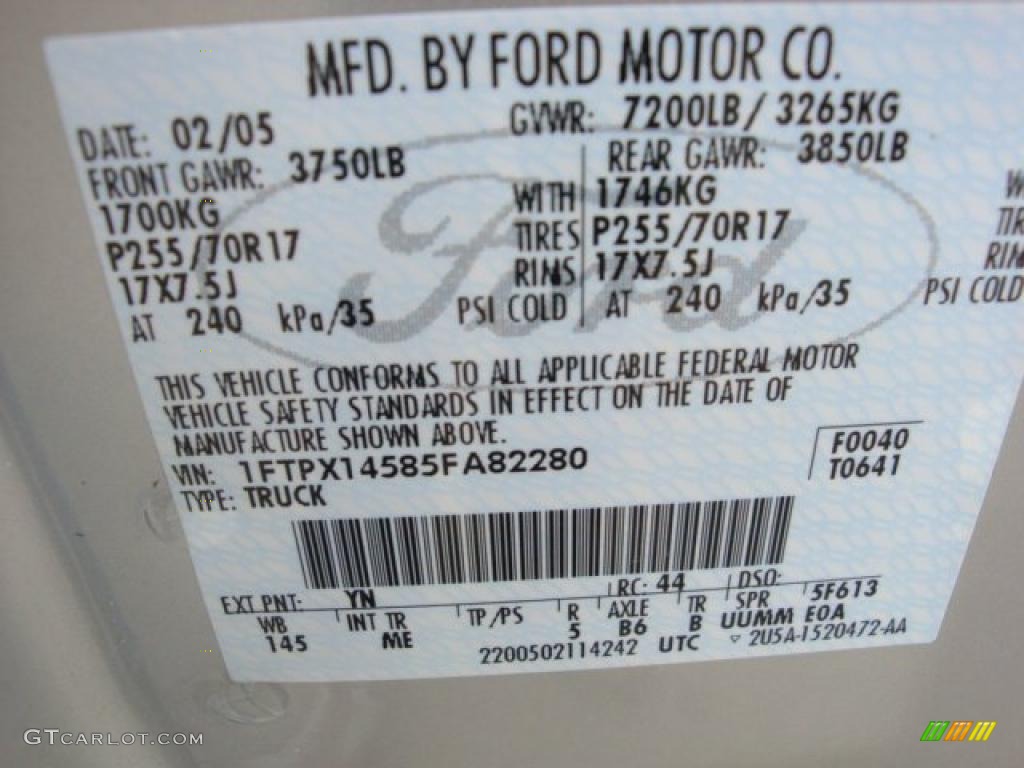 MFD. BY FORD MOTOR CO.
DATE: 02/05 GVWR: 7200LB / 3265KG
FRONT GAWR: 3750LB REAR GAWR: 3850LB
1700KG WITH 1746KG
P255/70R17 TIRES P255/70R17
17X7.5J RIMS 17X7.5J
AT 240 kPa/35 PSI COLD AT 240 kPa/35 PSI COLD
Ford
THIS VEHICLE CONFORMS TO ALL APPLICABLE FEDERAL MOTOR
VEHICLE SAFETY STANDARDS IN EFFECT ON THE DATE OF
MANUFACTURE SHOWN ABOVE.
VIN: 1FTPX14585FA82280
TYPE: TRUCK
F0040
T0641
EXT PNT: YN RC: 44 DSO:
WB INT TR TP/PS R AXLE TR SPR 5F613
145 ME 5 B6 B UUMM E0A
2200502114242 UTC 2U5A-1520472-AA
GTCARLOT.COM